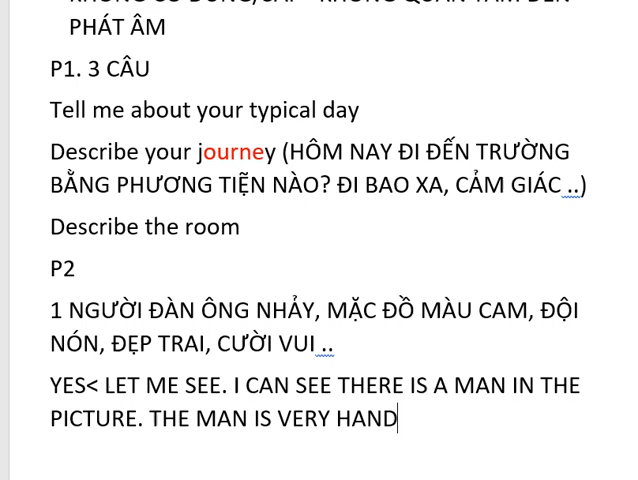 PHÁT ÂM
P1. 3 CÂU
Tell me about your typical day
Describe your journey (HÔM NAY ĐI ĐẾN TRƯỜNG
BẰNG PHƯƠNG TIỆN NÀO? ĐI BAO XA, CẢM GIÁC ..)
Describe the room
P2
1 NGƯỜI ĐÀN ÔNG NHẢY, MẶC ĐỒ MÀU CAM, ĐỘI
NÓN, ĐẸP TRAI, CƯỜI VUI ..
YES< LET ME SEE. I CAN SEE THERE IS A MAN IN THE
PICTURE. THE MAN IS VERY HAND